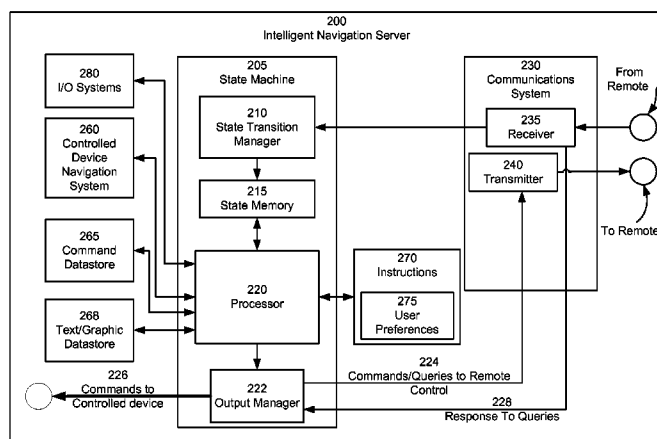 200
Intelligent Navigation Server
280
I/O Systems
260
Controlled
Device
Navigation
System
265
Command
Datastore
268
Text/Graphic
Datastore
205
State Machine
210
State Transition
Manager
215
State Memory
220
Processor
222
Output Manager
270
Instructions
275
User
Preferences
230
Communications
System
235
Receiver
240
Transmitter
From
Remote
To Remote
226
Commands to
Controlled device
224
Commands/Queries to Remote
Control
228
Response To Queries